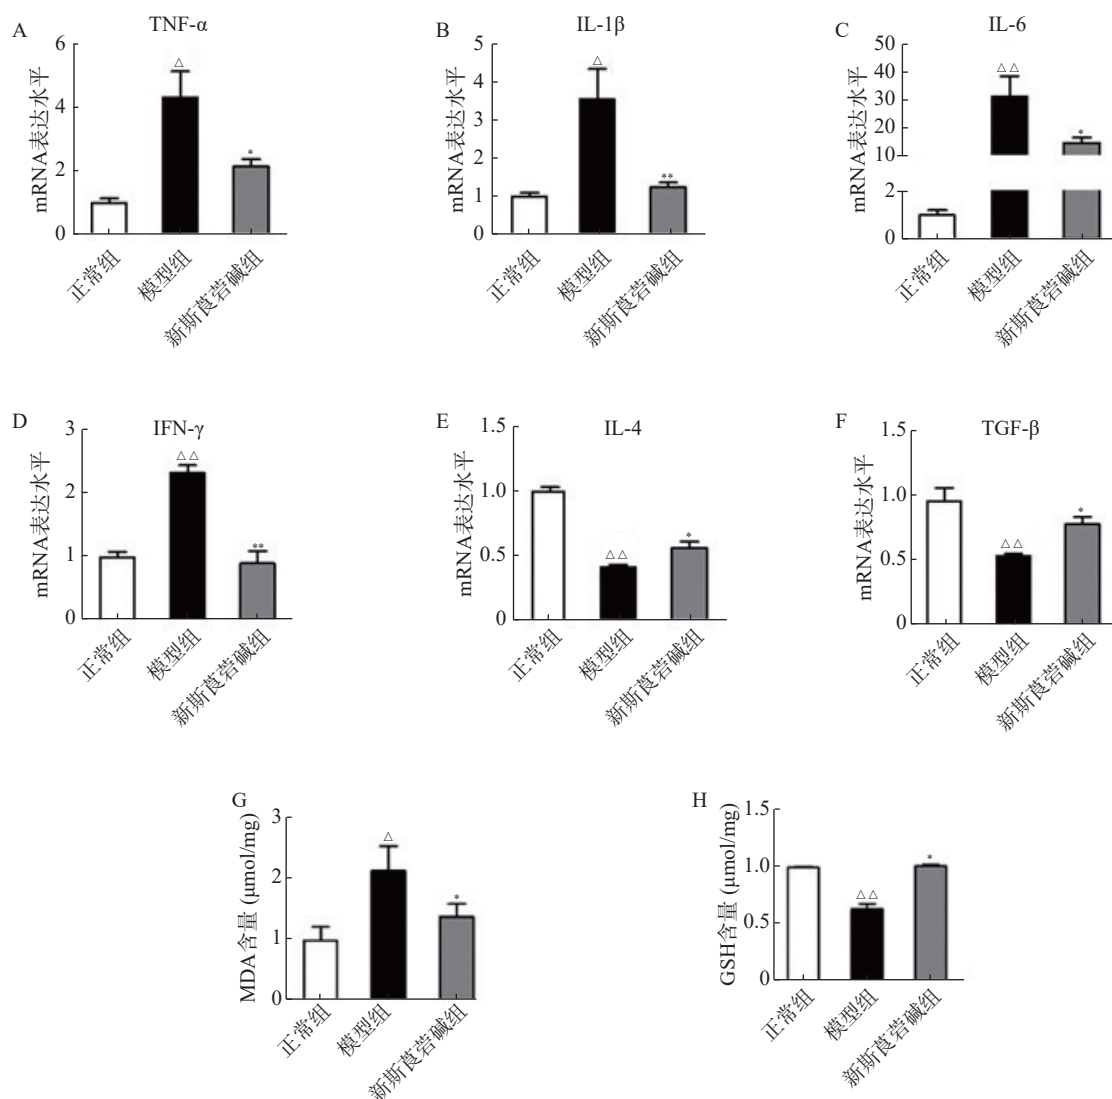 A
TNF-α
mRNA表达水平
6
4
2
0
△
*
正常组
模型组
新斯莨菪碱组
B
IL-1β
mRNA表达水平
5
4
3
2
1
0
△
**
正常组
模型组
新斯莨菪碱组
C
IL-6
mRNA表达水平
50
40
30
20
10
2
0
△△
*
正常组
模型组
新斯莨菪碱组
D
IFN-γ
mRNA表达水平
3
2
1
0
△△
**
正常组
模型组
新斯莨菪碱组
E
IL-4
mRNA表达水平
1.5
1.0
0.5
0
△△
*
正常组
模型组
新斯莨菪碱组
F
TGF-β
mRNA表达水平
1.5
1.0
0.5
0
△△
*
正常组
模型组
新斯莨菪碱组
G
MDA含量 (μmol/mg)
3
2
1
0
△
*
正常组
模型组
新斯莨菪碱组
H
GSH含量 (μmol/mg)
1.5
1.0
0.5
0
△△
*
正常组
模型组
新斯莨菪碱组